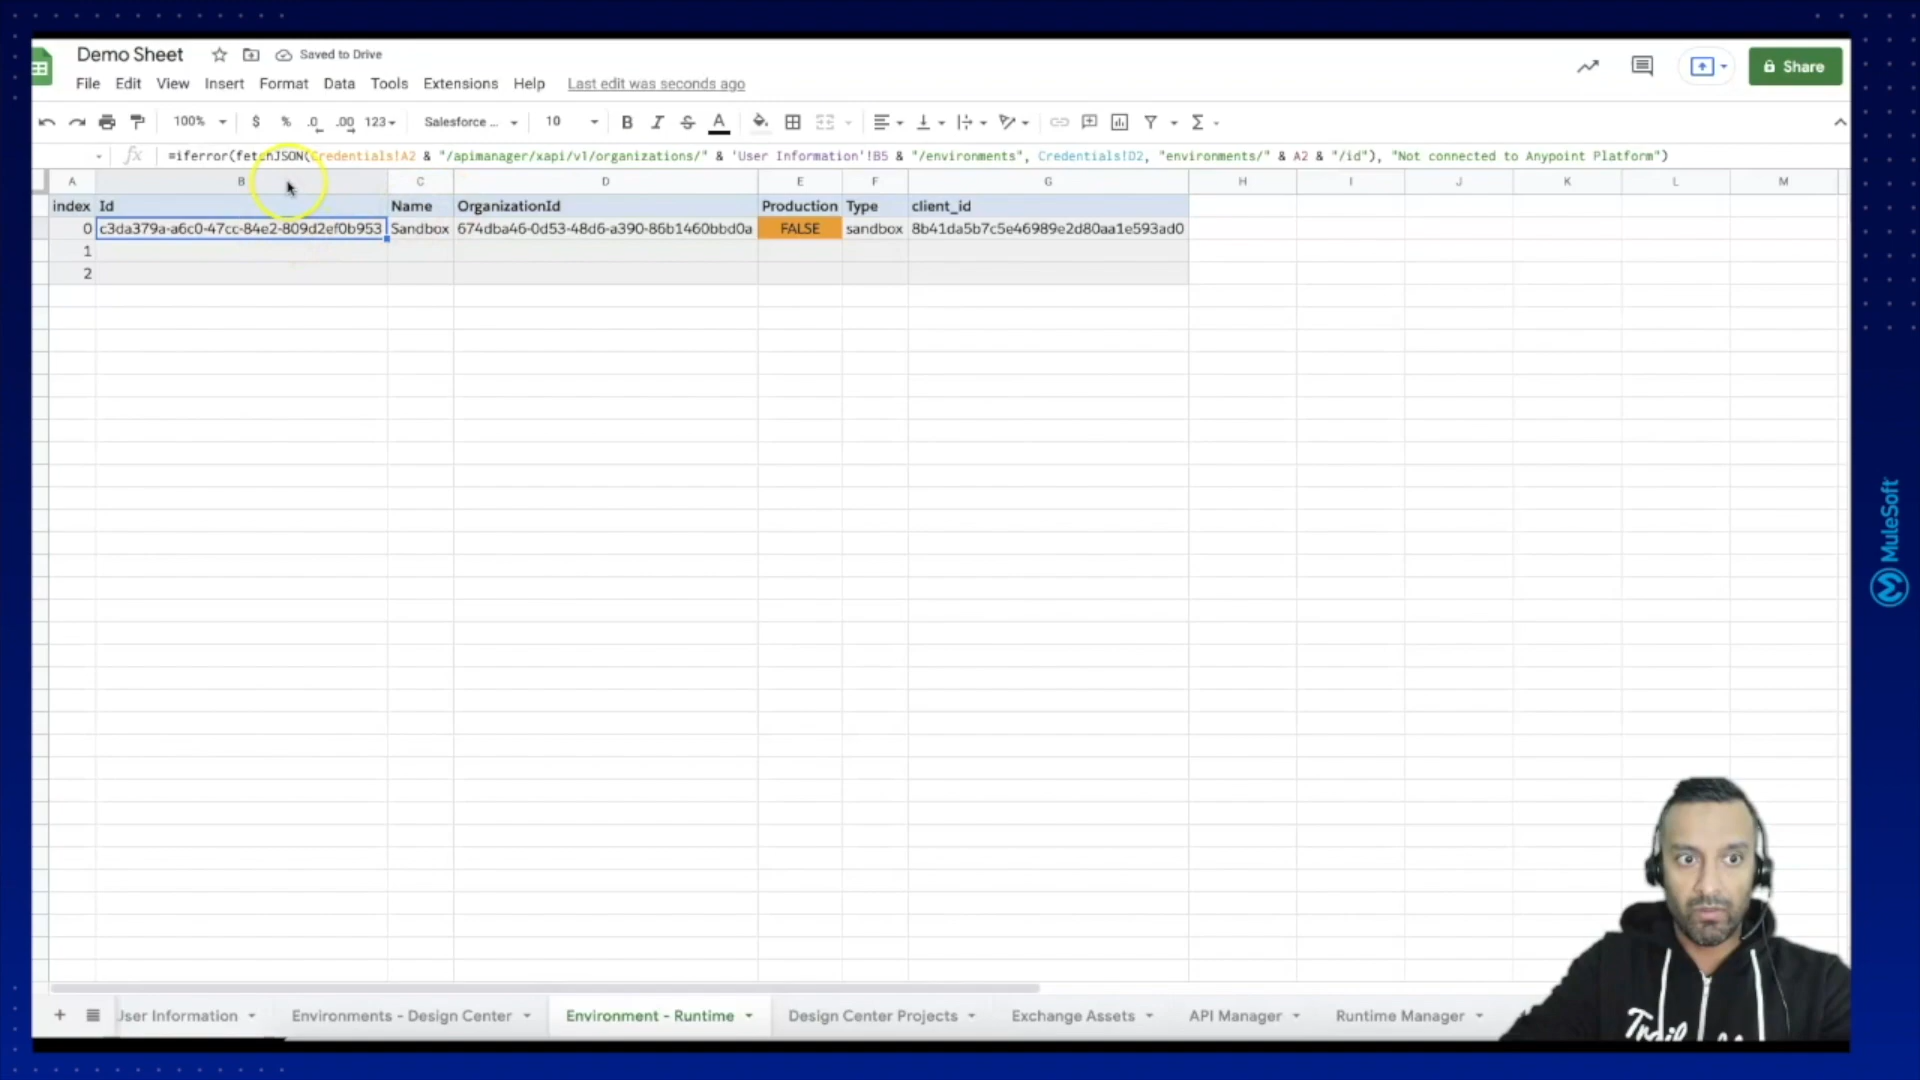 Demo Sheet Saved to Drive
File Edit View Insert Format Data Tools Extensions Help Last edit was seconds ago
Share
100% $ % .0 .00 123 Salesforce ... 10 B I S A
fx =iferror(fetchJSON(Credentials!A2 & "/apimanager/xapi/v1/organizations/" & 'User Information'!B5 & "/environments", Credentials!D2, "environments/" & A2 & "/id"), "Not connected to Anypoint Platform")
A B C D E F G H I J K L M
index Id Name OrganizationId Production Type client_id
0 c3da379a-a6c0-47cc-84e2-809d2ef0b953 Sandbox 674dba46-0d53-48d6-a390-86b1460bbd0a FALSE sandbox 8b41da5b7c5e46989e2d80aa1e593ad0
1
2
MuleSoft
User Information Environments - Design Center Environment - Runtime Design Center Projects Exchange Assets API Manager Runtime Manager